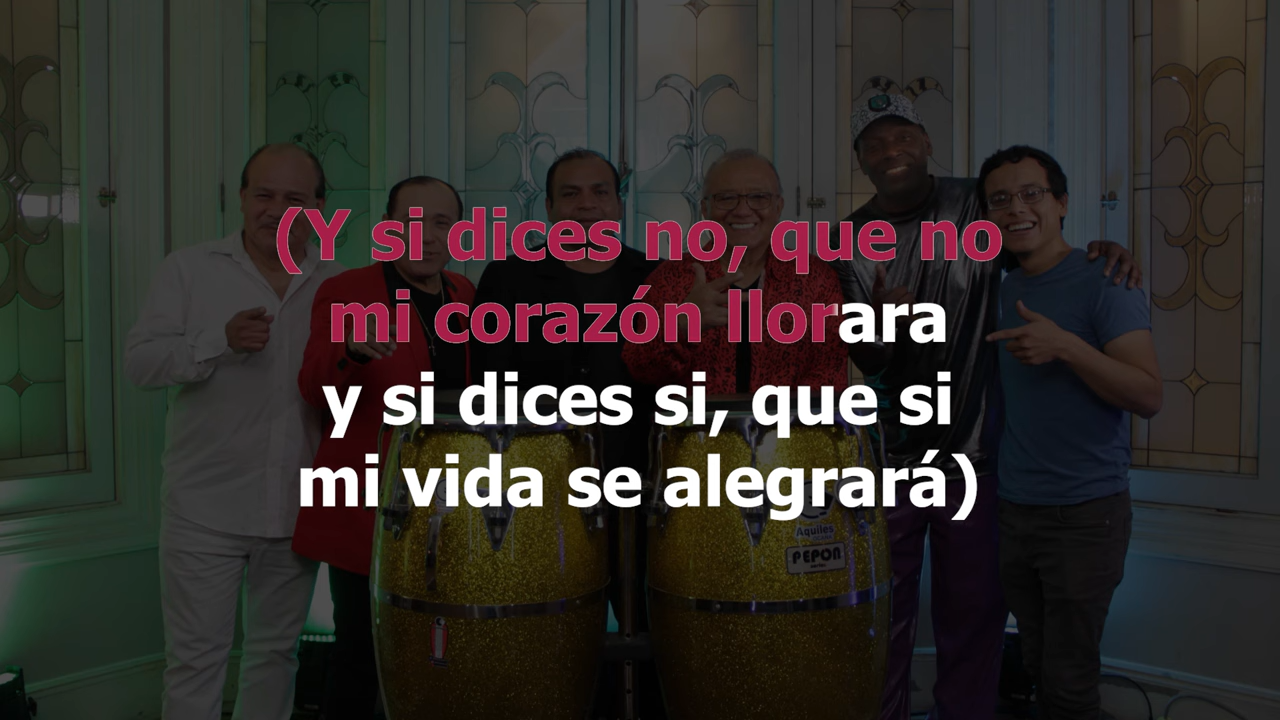 (Y si dices no, que no
mi corazón llorara
y si dices si, que si
mi vida se alegrará)
Aquiles
PEPON